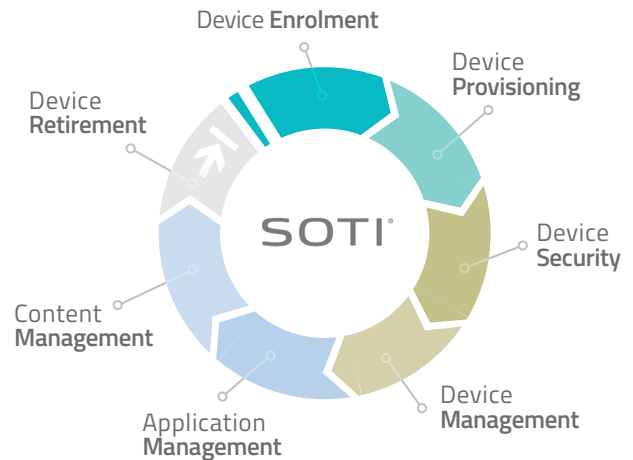 Device Enrolment
Device
Provisioning
Device
Security
Device
Management
Application
Management
Content
Management
Device
Retirement
SOTI®